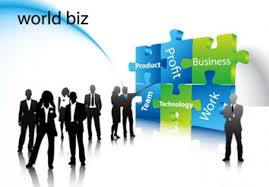 world biz
Product
Profit
Business
Team
Technology
Work